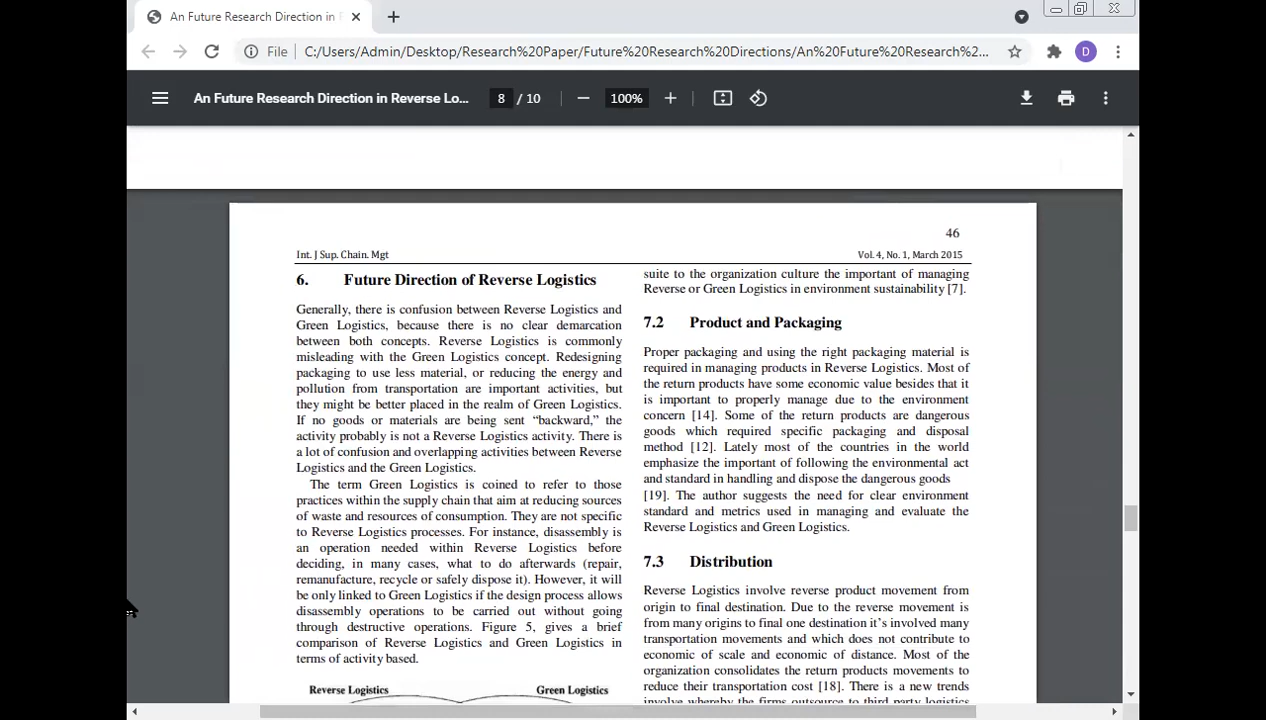 An Future Research Direction in R
File C:/Users/Admin/Desktop/Research%20Paper/Future%20Research%20Directions/An%20Future%20Research%2...
D
An Future Research Direction in Reverse Lo...
8 / 10
100%
46
Int. J Sup. Chain. Mgt
Vol. 4, No. 1, March 2015
6. Future Direction of Reverse Logistics
Generally, there is confusion between Reverse Logistics and
Green Logistics, because there is no clear demarcation
between both concepts. Reverse Logistics is commonly
misleading with the Green Logistics concept. Redesigning
packaging to use less material, or reducing the energy and
pollution from transportation are important activities, but
they might be better placed in the realm of Green Logistics.
If no goods or materials are being sent “backward,” the
activity probably is not a Reverse Logistics activity. There is
a lot of confusion and overlapping activities between Reverse
Logistics and the Green Logistics.
The term Green Logistics is coined to refer to those
practices within the supply chain that aim at reducing sources
of waste and resources of consumption. They are not specific
to Reverse Logistics processes. For instance, disassembly is
an operation needed within Reverse Logistics before
deciding, in many cases, what to do afterwards (repair,
remanufacture, recycle or safely dispose it). However, it will
be only linked to Green Logistics if the design process allows
disassembly operations to be carried out without going
through destructive operations. Figure 5, gives a brief
comparison of Reverse Logistics and Green Logistics in
terms of activity based.
Reverse Logistics
Green Logistics
suite to the organization culture the important of managing
Reverse or Green Logistics in environment sustainability [7].
7.2 Product and Packaging
Proper packaging and using the right packaging material is
required in managing products in Reverse Logistics. Most of
the return products have some economic value besides that it
is important to properly manage due to the environment
concern [14]. Some of the return products are dangerous
goods which required specific packaging and disposal
method [12]. Lately most of the countries in the world
emphasize the important of following the environmental act
and standard in handling and dispose the dangerous goods
[19]. The author suggests the need for clear environment
standard and metrics used in managing and evaluate the
Reverse Logistics and Green Logistics.
7.3 Distribution
Reverse Logistics involve reverse product movement from
origin to final destination. Due to the reverse movement is
from many origins to final one destination it’s involved many
transportation movements and which does not contribute to
economic of scale and economic of distance. Most of the
organization consolidates the return products movements to
reduce their transportation cost [18]. There is a new trends
involve whereby the firms outsource to third party logistics